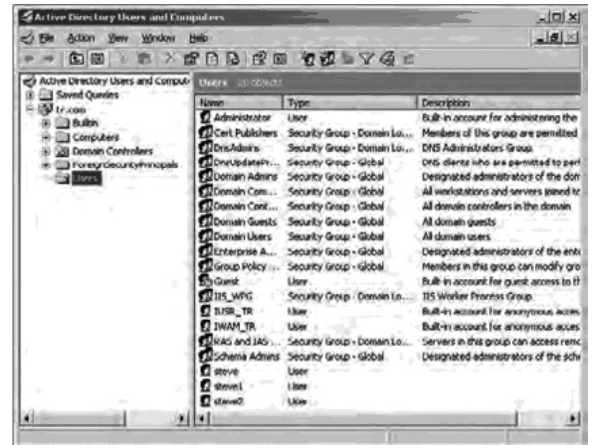 Active Directory Users and Computers
File Action View Window Help
Active Directory Users and Comput
Saved Queries
tr.com
Builtin
Computers
Domain Controllers
ForeignSecurityPrincipals
Users
Users 20 objects
Name Type Description
Administrator User Built-in account for administering the
Cert Publishers Security Group - Domain Lo... Members of this group are permitted
DnsAdmins Security Group - Domain Lo... DNS Administrators Group
DnsUpdatePr... Security Group - Global DNS clients who are permitted to perf
Domain Admins Security Group - Global Designated administrators of the dom
Domain Com... Security Group - Global All workstations and servers joined to
Domain Cont... Security Group - Global All domain controllers in the domain
Domain Guests Security Group - Global All domain guests
Domain Users Security Group - Global All domain users
Enterprise A... Security Group - Global Designated administrators of the ente
Group Policy ... Security Group - Global Members in this group can modify gro
Guest User Built-in account for guest access to th
IIS_WPG Security Group - Domain Lo... IIS Worker Process Group
IUSR_TR User Built-in account for anonymous acces
IWAM_TR User Built-in account for anonymous acces
RAS and IAS ... Security Group - Domain Lo... Servers in this group can access remo
Schema Admins Security Group - Global Designated administrators of the sche
steve User
steve1 User
steve2 User